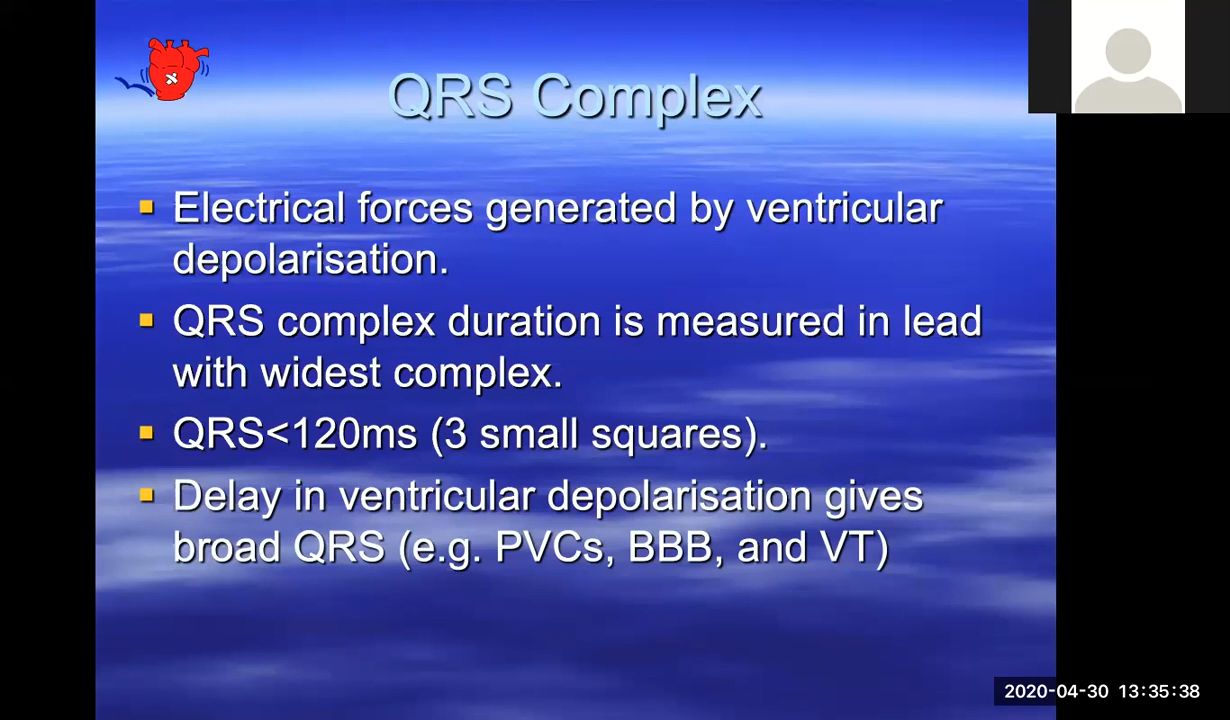 QRS Complex
Electrical forces generated by ventricular
depolarisation.
QRS complex duration is measured in lead
with widest complex.
QRS<120ms (3 small squares).
Delay in ventricular depolarisation gives
broad QRS (e.g. PVCs, BBB, and VT)
2020-04-30 13:35:38